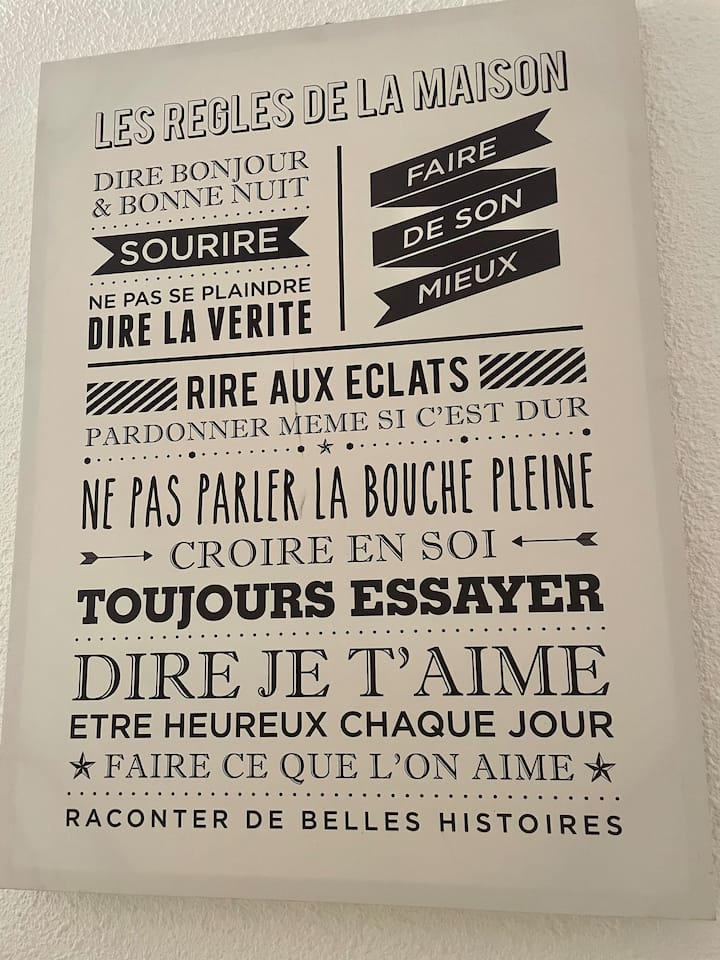 LES REGLES DE LA MAISON
DIRE BONJOUR
& BONNE NUIT
SOURIRE
NE PAS SE PLAINDRE
DIRE LA VERITE
FAIRE
DE SON
MIEUX
RIRE AUX ECLATS
PARDONNER MEME SI C'EST DUR
NE PAS PARLER LA BOUCHE PLEINE
CROIRE EN SOI
TOUJOURS ESSAYER
DIRE JE T'AIME
ETRE HEUREUX CHAQUE JOUR
FAIRE CE QUE L'ON AIME
RACONTER DE BELLES HISTOIRES